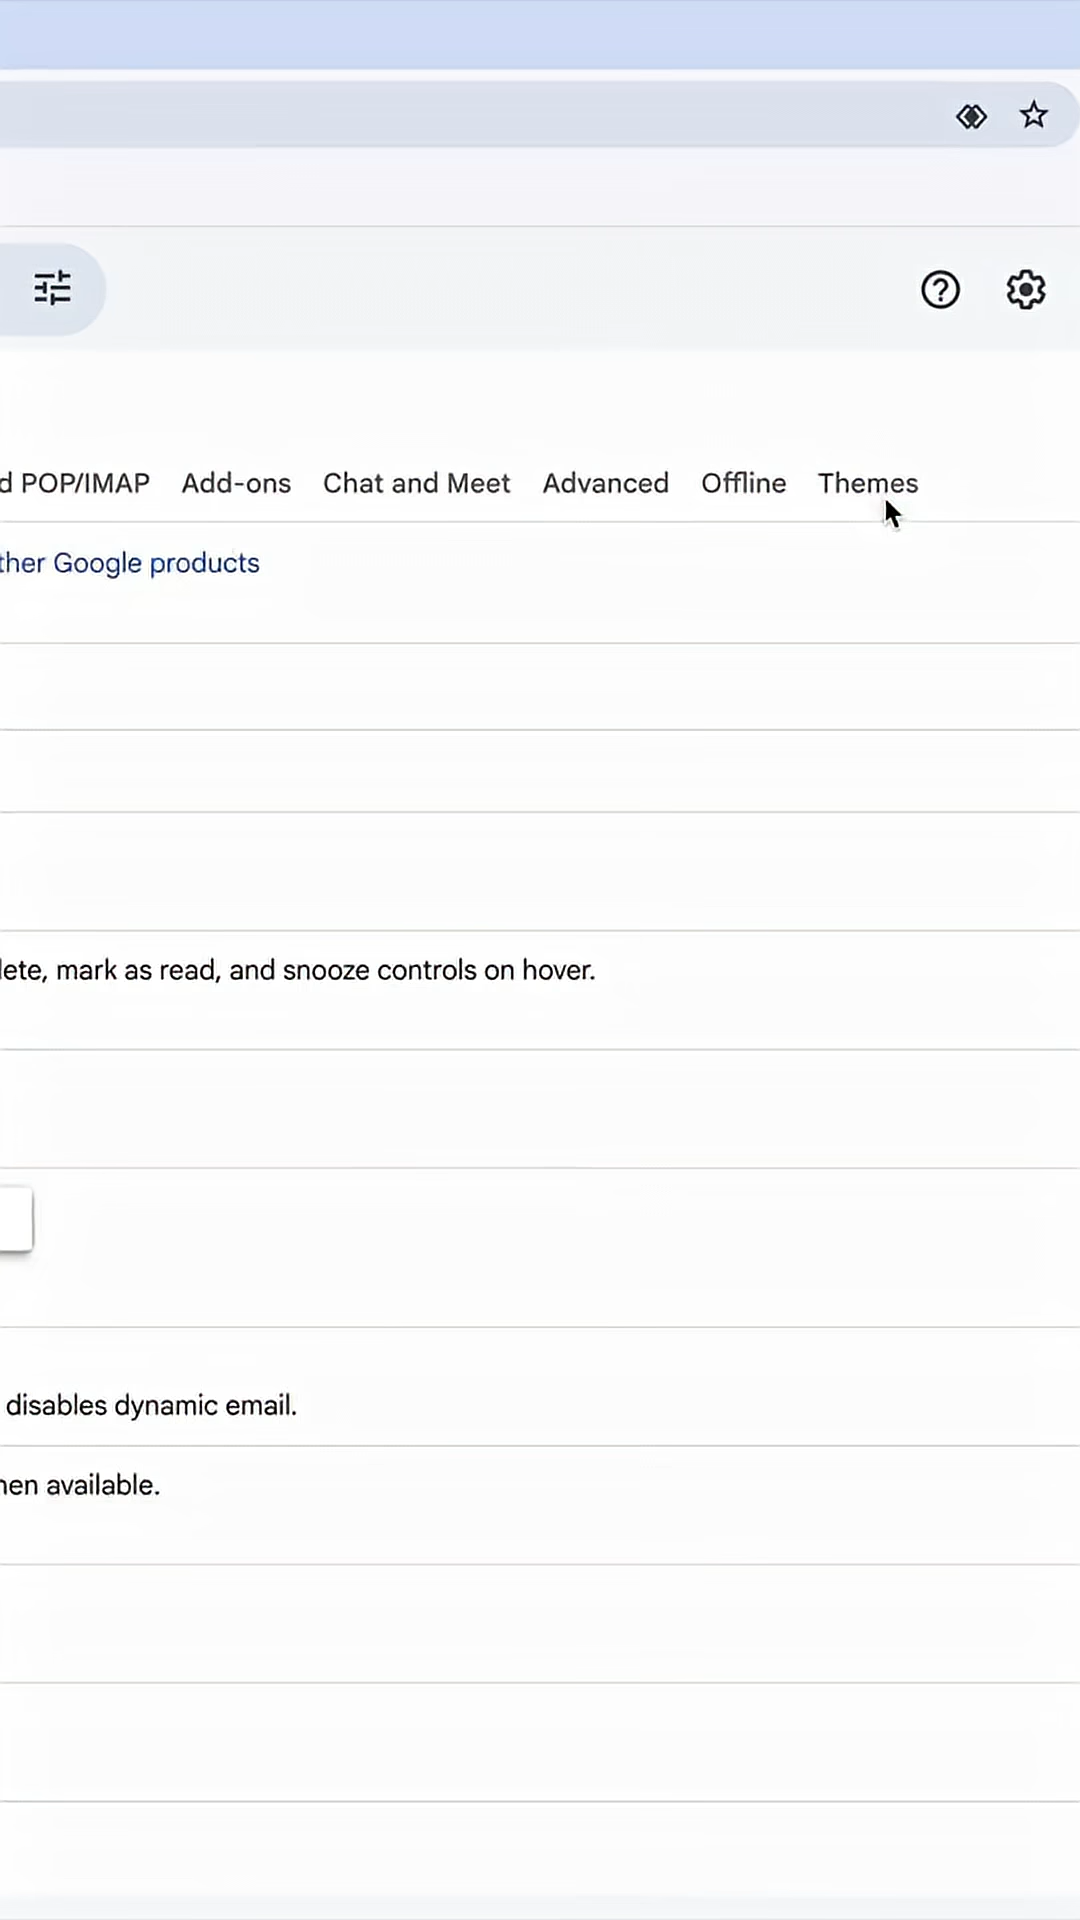 d POP/IMAP Add-ons Chat and Meet Advanced Offline Themes
ther Google products
lete, mark as read, and snooze controls on hover.
disables dynamic email.
hen available.